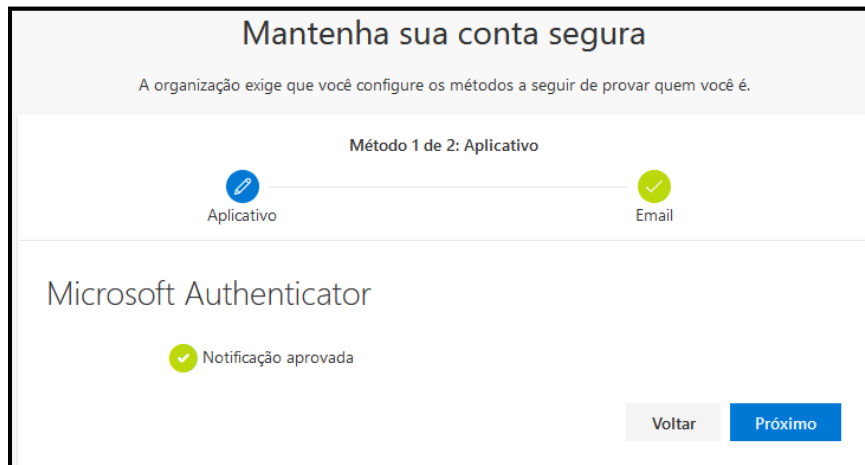 Mantenha sua conta segura
A organização exige que você configure os métodos a seguir de provar quem você é.
Método 1 de 2: Aplicativo
Aplicativo
Email
Microsoft Authenticator
Notificação aprovada
Voltar
Próximo